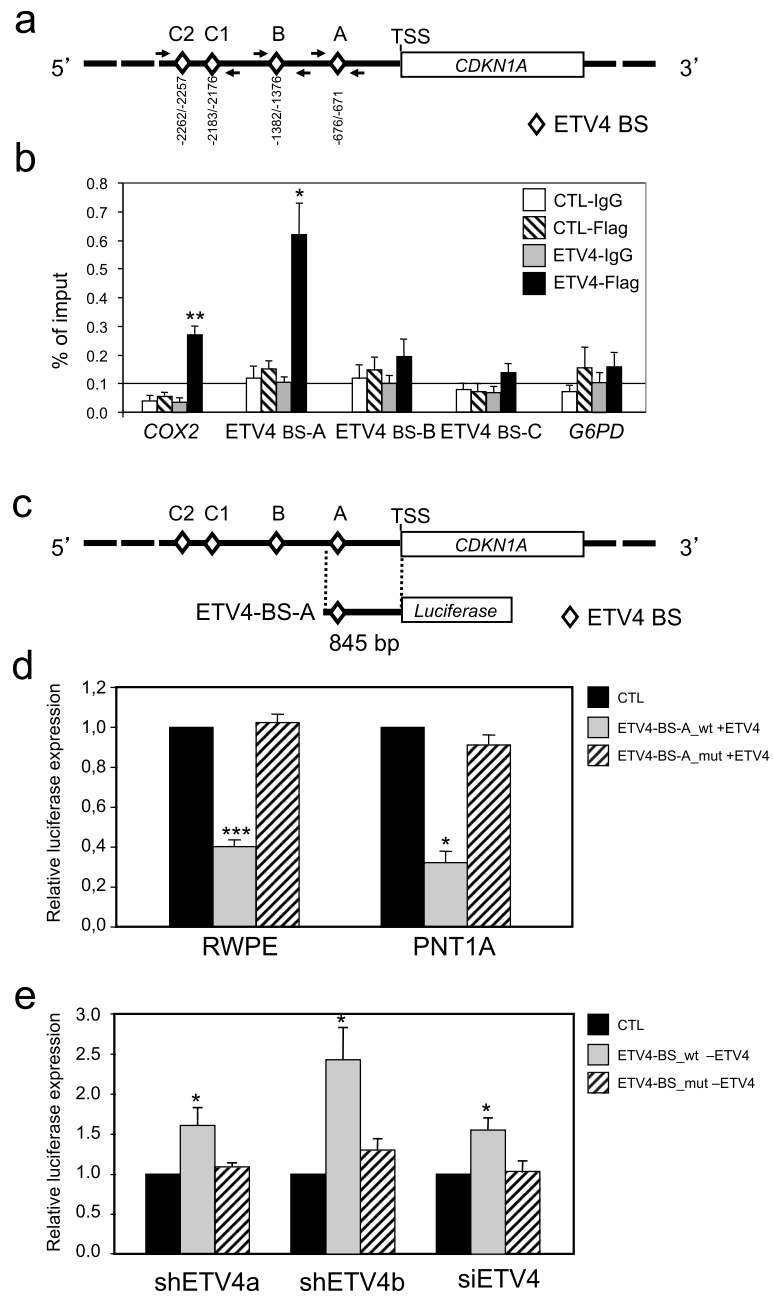 a
C2 C1 B A TSS
5’ CDKN1A 3’
-2262/-2257
-2183/-2176
-1382/-1376
-676/-671
ETV4 BS
b
% of imput
0.8
0.7
0.6
0.5
0.4
0.3
0.2
0.1
0.0
**
*
CTL-IgG
CTL-Flag
ETV4-IgG
ETV4-Flag
COX2 ETV4 BS-A ETV4 BS-B ETV4 BS-C G6PD
c
C2 C1 B A TSS
5’ CDKN1A 3’
ETV4-BS-A Luciferase
845 bp
ETV4 BS
d
Relative luciferase expression
1,2
1,0
0,8
0,6
0,4
0,2
0,0
***
*
CTL
ETV4-BS-A_wt +ETV4
ETV4-BS-A_mut +ETV4
RWPE PNT1A
e
Relative luciferase expression
3.0
2.5
2.0
1.5
1.0
0.5
0.0
*
*
*
CTL
ETV4-BS_wt –ETV4
ETV4-BS_mut –ETV4
shETV4a shETV4b siETV4